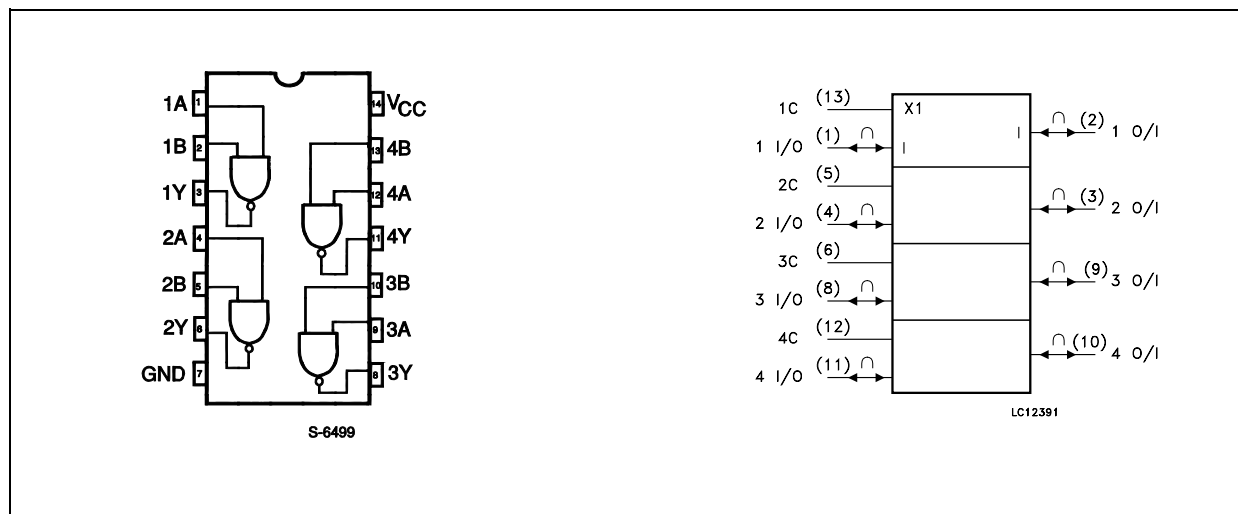 1A 1 14 VCC
1B 2 13 4B
1Y 3 12 4A
2A 4 11 4Y
2B 5 10 3B
2Y 6 9 3A
GND 7 8 3Y
S-6499
1C (13) X1
1 I/O (1) ∩ I I ∩ (2) 1 O/I
2C (5)
2 I/O (4) ∩ ∩ (3) 2 O/I
3C (6)
3 I/O (8) ∩ ∩ (9) 3 O/I
4C (12)
4 I/O (11) ∩ ∩ (10) 4 O/I
LC12391